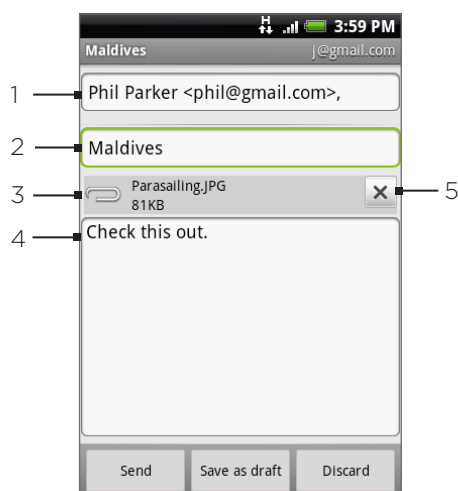 H 3:59 PM
Maldives j@gmail.com
1 Phil Parker <phil@gmail.com>,
2 Maldives
3 Parasailing.JPG
81KB
5
4 Check this out.
Send Save as draft Discard